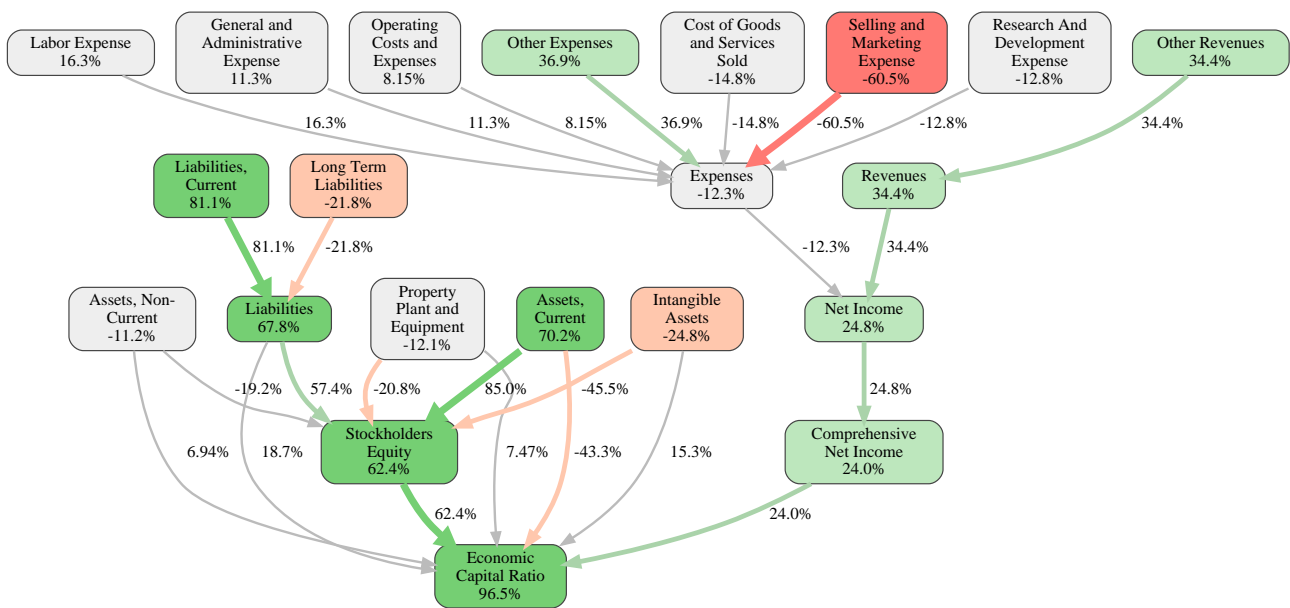 Labor Expense
16.3%
General and
Administrative
Expense
11.3%
Operating
Costs and
Expenses
8.15%
Other Expenses
36.9%
Cost of Goods
and Services
Sold
-14.8%
Selling and
Marketing
Expense
-60.5%
Research And
Development
Expense
-12.8%
Other Revenues
34.4%
16.3%
11.3%
8.15%
36.9%
-14.8%
-60.5%
-12.8%
34.4%
Liabilities,
Current
81.1%
Long Term
Liabilities
-21.8%
Expenses
-12.3%
Revenues
34.4%
81.1%
-21.8%
-12.3%
34.4%
Assets, Non-
Current
-11.2%
Liabilities
67.8%
Property
Plant and
Equipment
-12.1%
Assets,
Current
70.2%
Intangible
Assets
-24.8%
Net Income
24.8%
-19.2%
57.4%
-20.8%
85.0%
-45.5%
24.8%
Stockholders
Equity
62.4%
Comprehensive
Net Income
24.0%
6.94%
18.7%
7.47%
-43.3%
15.3%
62.4%
24.0%
Economic
Capital Ratio
96.5%